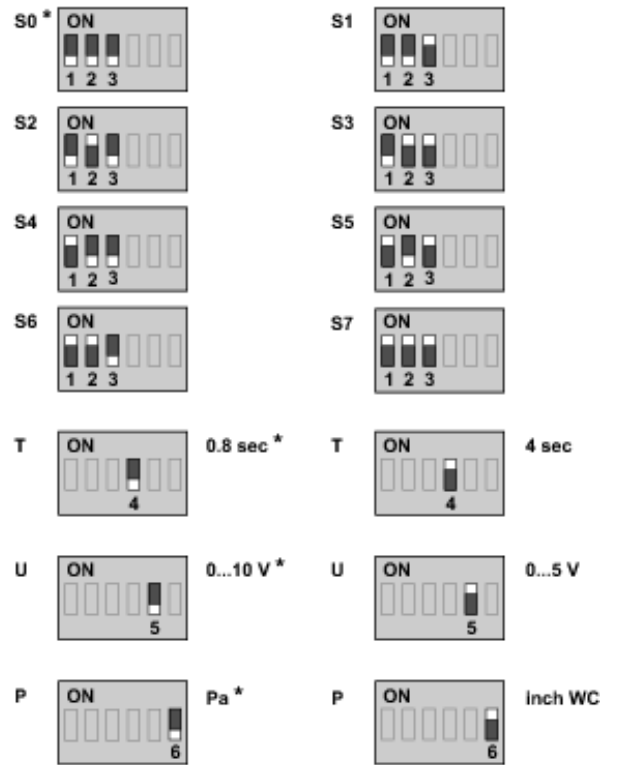 S0 * ON S1 ON
1 2 3 1 2 3
S2 ON S3 ON
1 2 3 1 2 3
S4 ON S5 ON
1 2 3 1 2 3
S6 ON S7 ON
1 2 3 1 2 3
T ON 0.8 sec * T ON 4 sec
4 4
U ON 0...10 V * U ON 0...5 V
5 5
P ON Pa * P ON inch WC
6 6